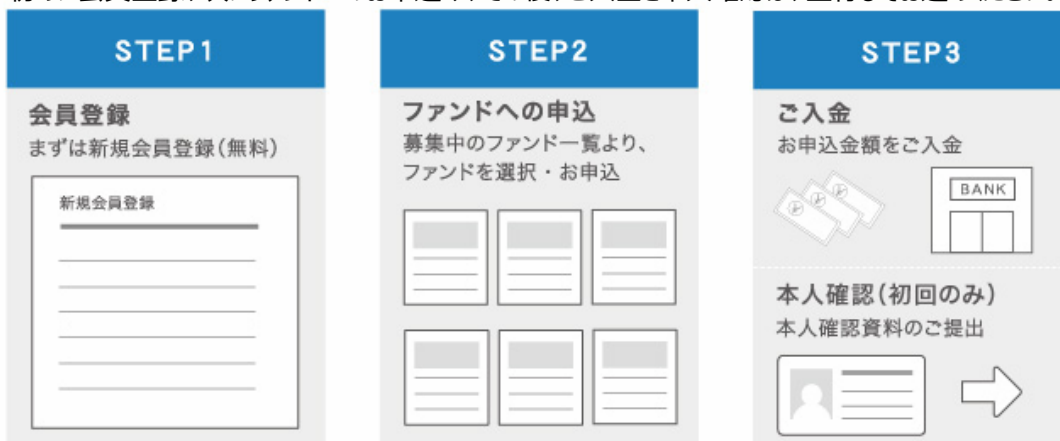 STEP1
会員登録
まずは新規会員登録(無料)
新規会員登録
STEP2
ファンドへの申込
募集中のファンド一覧より、
ファンドを選択・お申込
STEP3
ご入金
お申込金額をご入金
BANK
本人確認(初回のみ)
本人確認資料のご提出